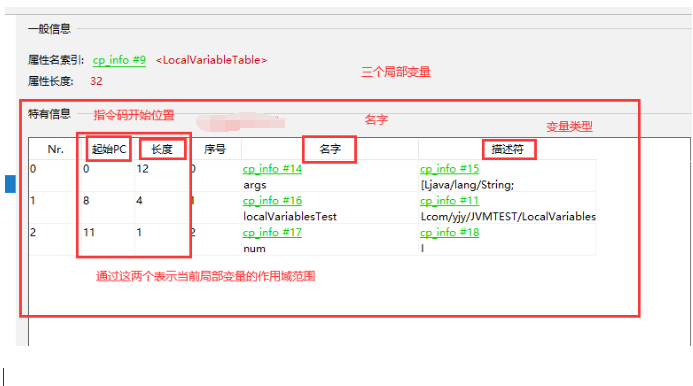 一般信息
属性名索引: cp_info #9 <LocalVariableTable>
属性长度: 32
三个局部变量
特有信息
指令码开始位置
名字
变量类型
Nr. 起始PC 长度 序号 名字 描述符
0 0 12 0 cp_info #14 cp_info #15
args [Ljava/lang/String;
1 8 4 1 cp_info #16 cp_info #11
localVariablesTest Lcom/yjy/JVMTEST/LocalVariables
2 11 1 2 cp_info #17 cp_info #18
num I
通过这两个表示当前局部变量的作用域范围